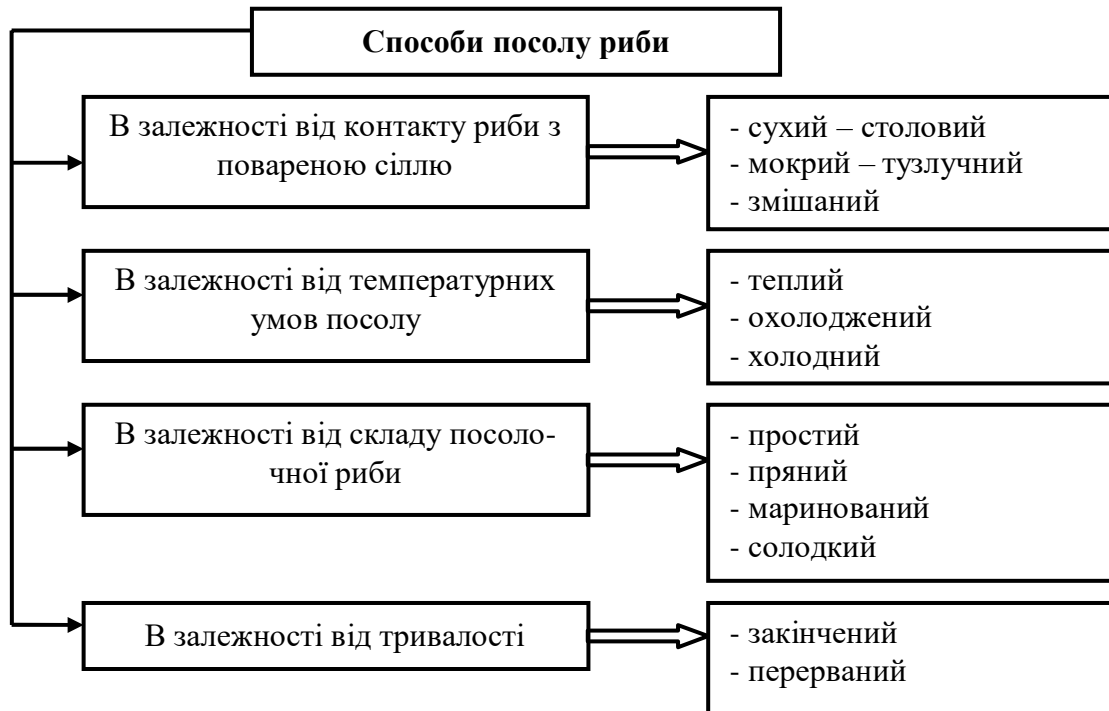 Способи посолу риби
В залежності від контакту риби з
повареною сіллю
- сухий – столовий
- мокрий – тузлучний
- змішаний
В залежності від температурних
умов посолу
- теплий
- охолоджений
- холодний
В залежності від складу посоло-
чної риби
- простий
- пряний
- маринований
- солодкий
В залежності від тривалості
- закінчений
- перерваний